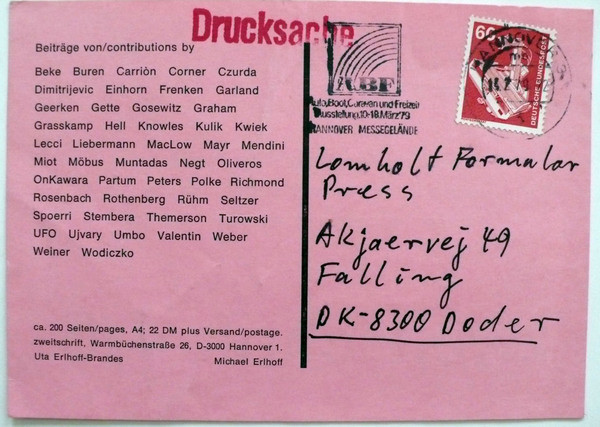 Drucksache
Beiträge von/contributions by
Beke Buren Carriòn Corner Czurda
Dimitrijevic Einhorn Frenken Garland
Geerken Gette Gosewitz Graham
Grasskamp Hell Knowles Kulik Kwiek
Lecci Liebermann MacLow Mayr Mendini
Miot Möbus Muntadas Negt Oliveros
OnKawara Partum Peters Polke Richmond
Rosenbach Rothenberg Rühm Seltzer
Spoerri Stembera Themerson Turowski
UFO Ujvary Umbo Valentin Weber
Weiner Wodiczko
ca. 200 Seiten/pages, A4; 22 DM plus Versand/postage.
zweitschrift, Warmbüchenstraße 26, D-3000 Hannover 1.
Uta Erlhoff-Brandes Michael Erlhoff
ABF
Auto,Boot,Caravan und Freizeit
Ausstellung,10-18.März'79
HANNOVER MESSEGELÄNDE
60
DEUTSCHE BUNDESPOST
HANNOVER
Lomholt Formular
Press
Akjaervej 49
Falling
DK-8300 Doder